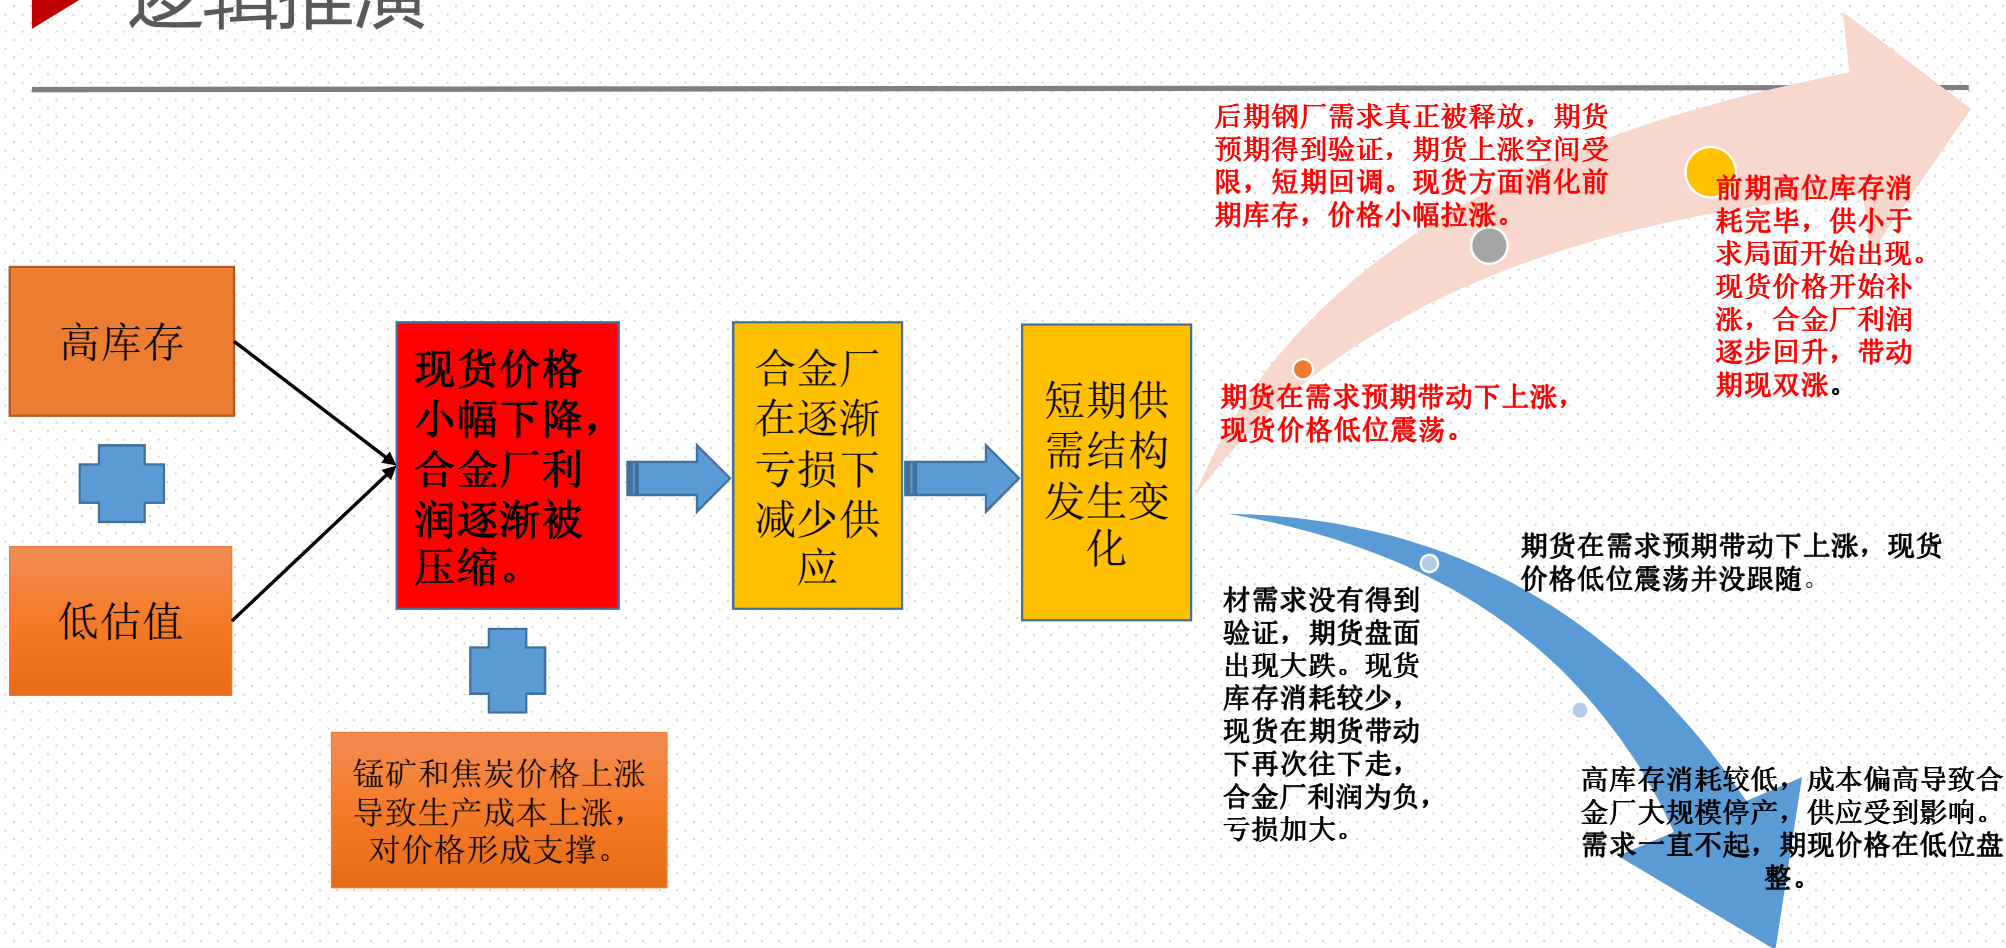 逻辑推演
高库存
低估值
现货价格
小幅下降，
合金厂利
润逐渐被
压缩。
锰矿和焦炭价格上涨
导致生产成本上涨，
对价格形成支撑。
合金厂
在逐渐
亏损下
减少供
应
短期供
需结构
发生变
化
期货在需求预期带动下上涨，
现货价格低位震荡。
后期钢厂需求真正被释放，期货
预期得到验证，期货上涨空间受
限，短期回调。现货方面消化前
期库存，价格小幅拉涨。
前期高位库存消
耗完毕，供小于
求局面开始出现。
现货价格开始补
涨，合金厂利润
逐步回升，带动
期现双涨。
期货在需求预期带动下上涨，现货
价格低位震荡并没跟随。
材需求没有得到
验证，期货盘面
出现大跌。现货
库存消耗较少，
现货在期货带动
下再次往下走，
合金厂利润为负，
亏损加大。
高库存消耗较低，成本偏高导致合
金厂大规模停产，供应受到影响。
需求一直不起，期现价格在低位盘
整。